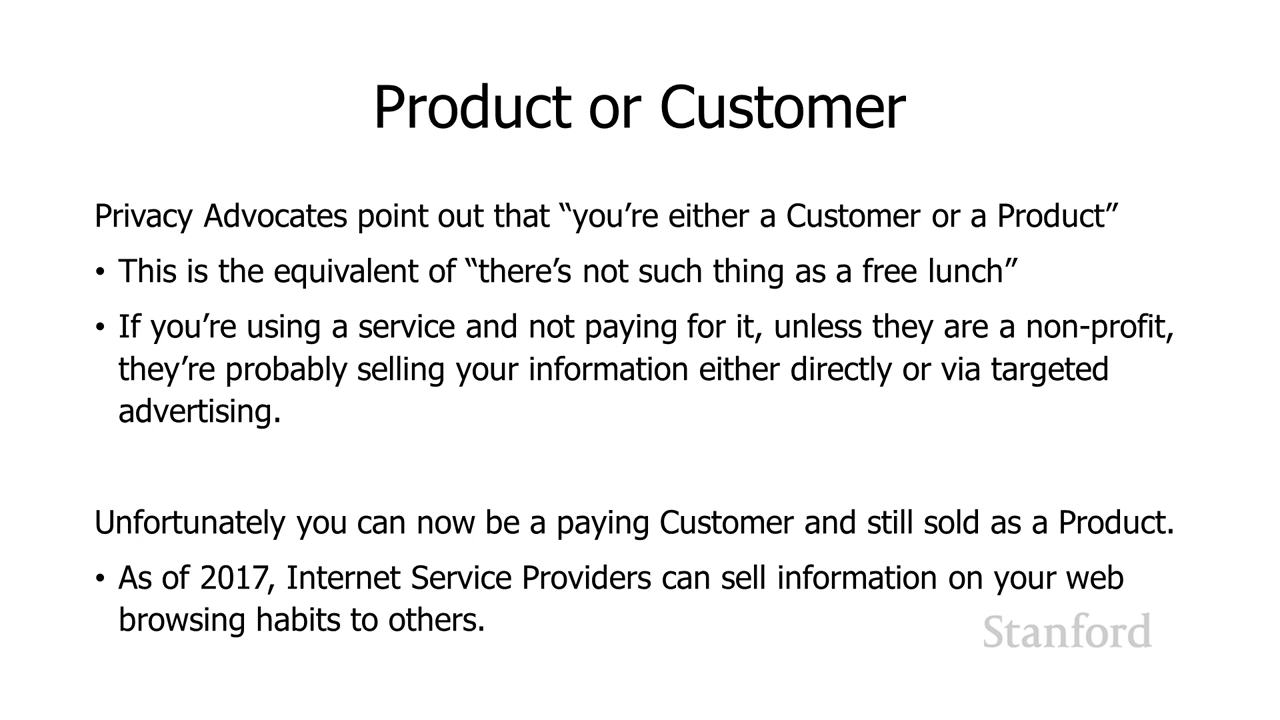 Product or Customer
Privacy Advocates point out that “you’re either a Customer or a Product”
• This is the equivalent of “there’s not such thing as a free lunch”
• If you’re using a service and not paying for it, unless they are a non-profit,
they’re probably selling your information either directly or via targeted
advertising.
Unfortunately you can now be a paying Customer and still sold as a Product.
• As of 2017, Internet Service Providers can sell information on your web
browsing habits to others.
Stanford